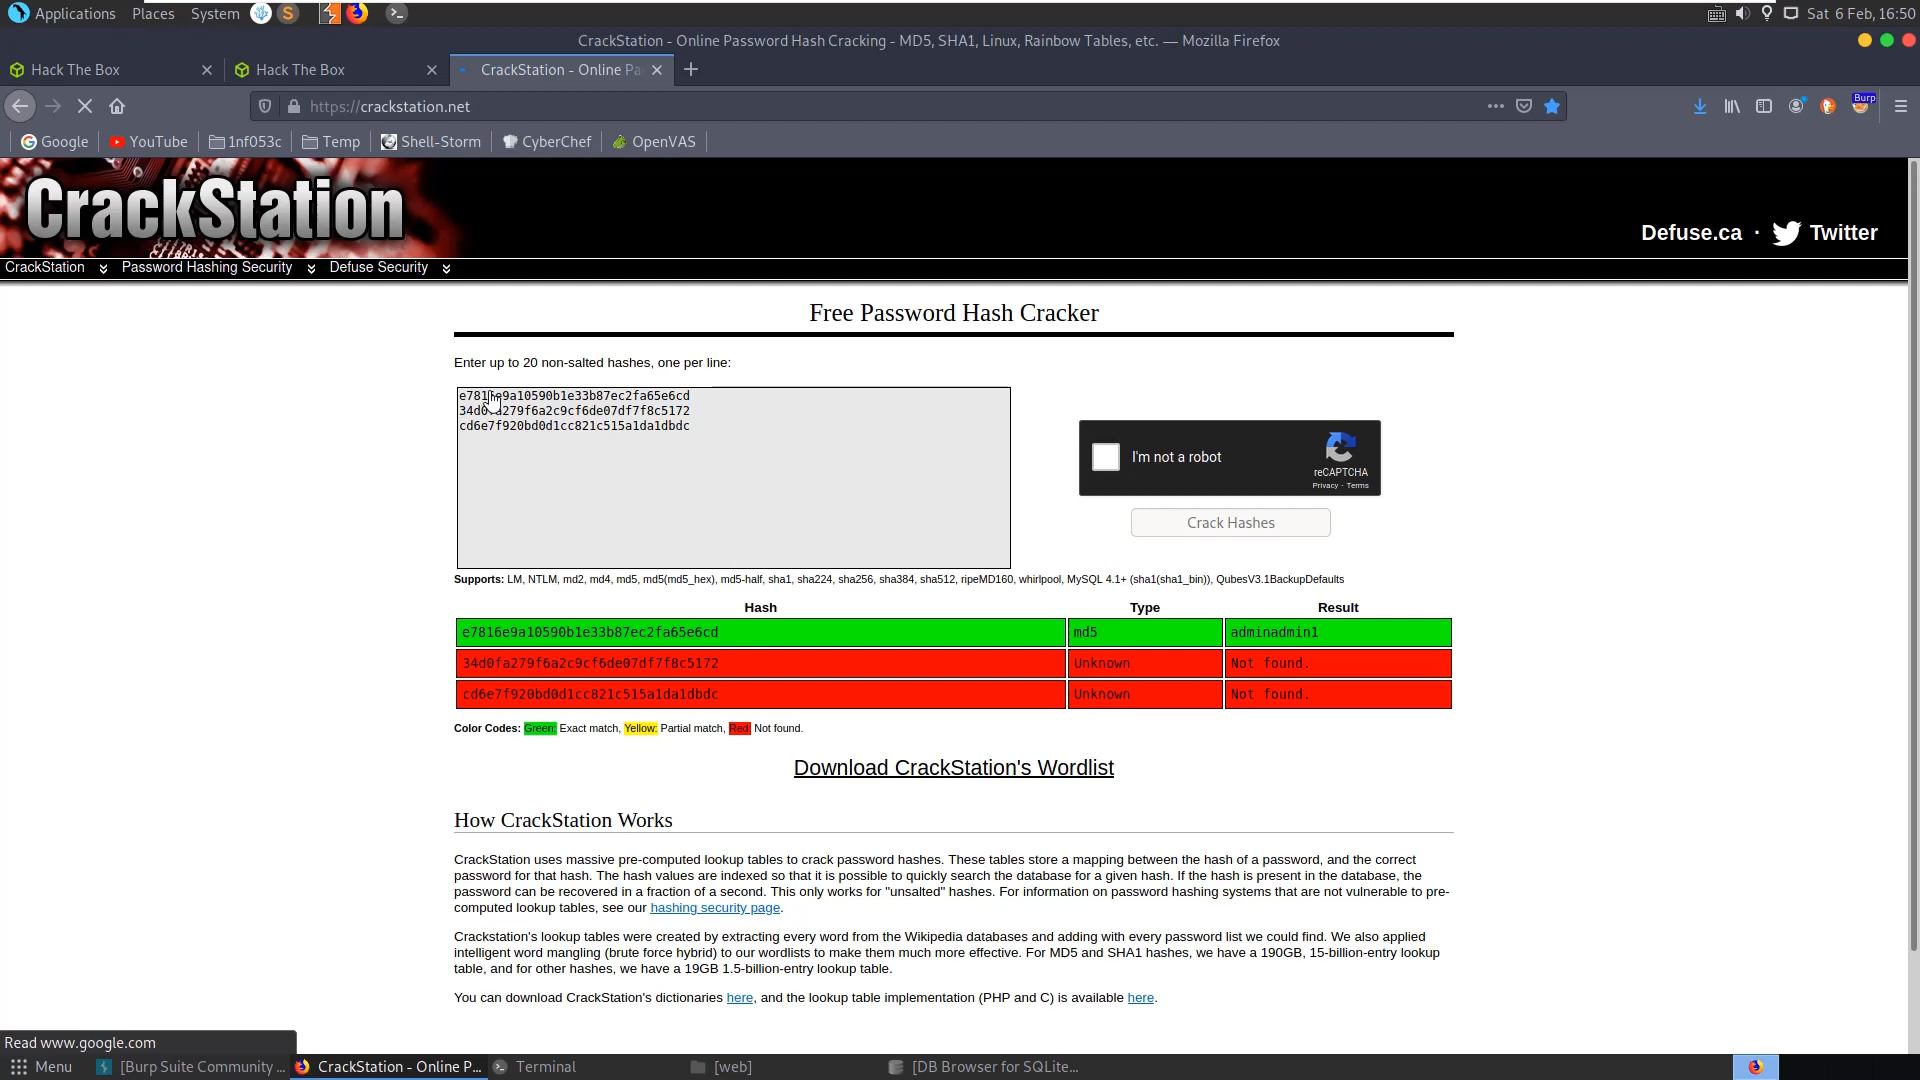 Applications Places System Sat 6 Feb, 16:50
CrackStation - Online Password Hash Cracking - MD5, SHA1, Linux, Rainbow Tables, etc. — Mozilla Firefox
Hack The Box Hack The Box CrackStation - Online Pa
https://crackstation.net Burp
Google YouTube 1nf053c Temp Shell-Storm CyberChef OpenVAS
CrackStation
Defuse.ca · Twitter
CrackStation Password Hashing Security Defuse Security
Free Password Hash Cracker
Enter up to 20 non-salted hashes, one per line:
e7816e9a10590b1e33b87ec2fa65e6cd
34d0fa279f6a2c9cf6de07df7f8c5172
cd6e7f920bd0d1cc821c515a1da1dbdc
I'm not a robot
reCAPTCHA
Privacy - Terms
Crack Hashes
Supports: LM, NTLM, md2, md4, md5, md5(md5_hex), md5-half, sha1, sha224, sha256, sha384, sha512, ripeMD160, whirlpool, MySQL 4.1+ (sha1(sha1_bin)), QubesV3.1BackupDefaults
Hash Type Result
e7816e9a10590b1e33b87ec2fa65e6cd md5 adminadmin1
34d0fa279f6a2c9cf6de07df7f8c5172 Unknown Not found.
cd6e7f920bd0d1cc821c515a1da1dbdc Unknown Not found.
Color Codes: Green: Exact match, Yellow: Partial match, Red: Not found.
Download CrackStation's Wordlist
How CrackStation Works
CrackStation uses massive pre-computed lookup tables to crack password hashes. These tables store a mapping between the hash of a password, and the correct
password for that hash. The hash values are indexed so that it is possible to quickly search the database for a given hash. If the hash is present in the database, the
password can be recovered in a fraction of a second. This only works for "unsalted" hashes. For information on password hashing systems that are not vulnerable to pre-
computed lookup tables, see our hashing security page.
Crackstation's lookup tables were created by extracting every word from the Wikipedia databases and adding with every password list we could find. We also applied
intelligent word mangling (brute force hybrid) to our wordlists to make them much more effective. For MD5 and SHA1 hashes, we have a 190GB, 15-billion-entry lookup
table, and for other hashes, we have a 19GB 1.5-billion-entry lookup table.
You can download CrackStation's dictionaries here, and the lookup table implementation (PHP and C) is available here.
Read www.google.com
Menu [Burp Suite Community ... CrackStation - Online P... Terminal [web] [DB Browser for SQLite...